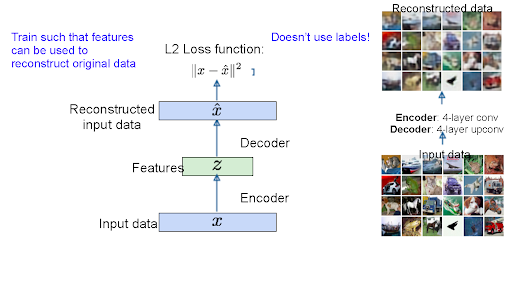 Reconstructed data
Train such that features
can be used to
reconstruct original data
L2 Loss function:
Doesn't use labels!
‖x − x̂‖²
Reconstructed
input data
x̂
Decoder
Features
z
Encoder
Input data
x
Encoder: 4-layer conv
Decoder: 4-layer upconv
Input data